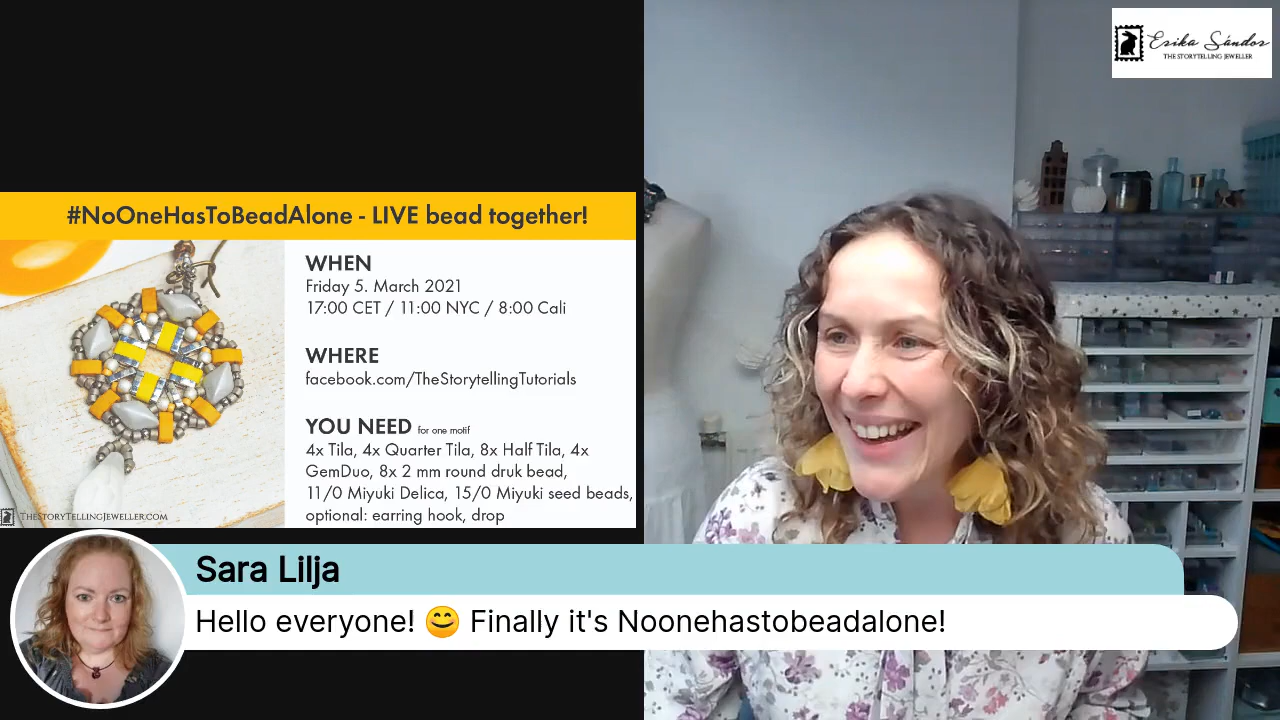 Erika Sándor
THE STORYTELLING JEWELLER
#NoOneHasToBeadAlone - LIVE bead together!
WHEN
Friday 5. March 2021
17:00 CET / 11:00 NYC / 8:00 Cali
WHERE
facebook.com/TheStorytellingTutorials
YOU NEED for one motif
4x Tila, 4x Quarter Tila, 8x Half Tila, 4x
GemDuo, 8x 2 mm round druk bead,
11/0 Miyuki Delica, 15/0 Miyuki seed beads,
optional: earring hook, drop
THESTORYTELLINGJEWELLER.COM
Sara Lilja
Hello everyone! 😊 Finally it's Noonehastobeadalone!